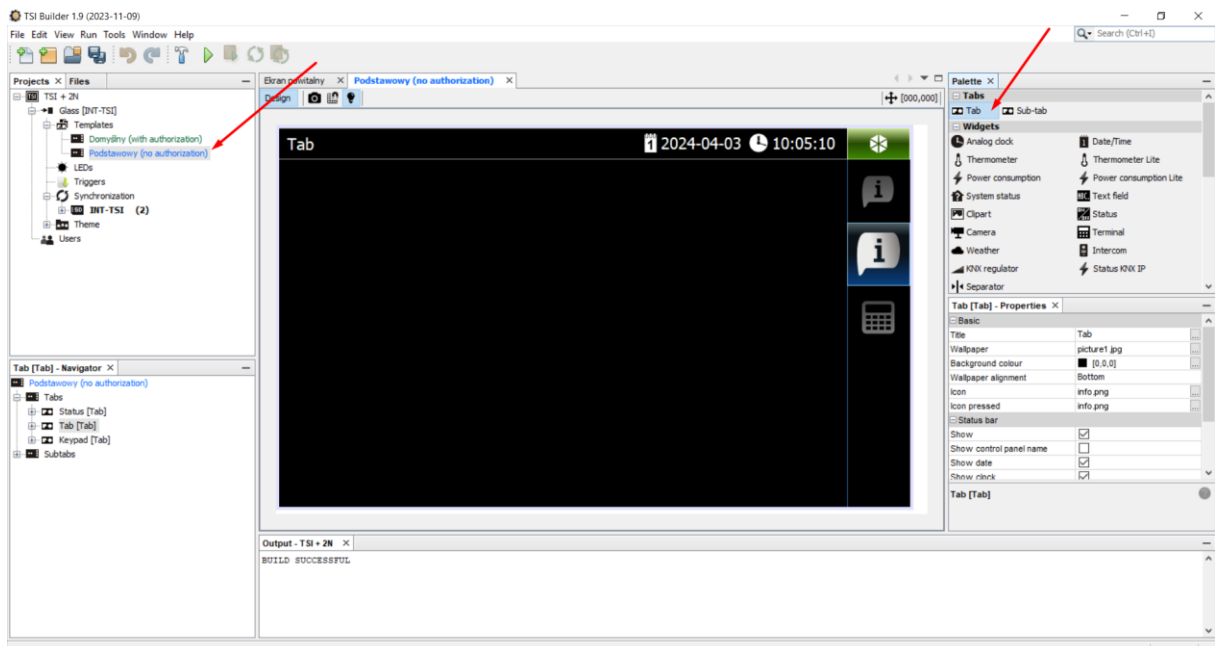 TSI Builder 1.9 (2023-11-09)
File Edit View Run Tools Window Help
Search (Ctrl+I)
Projects Files
TSI + 2N
Glass [INT-TSI]
Templates
Domyślny (with authorization)
Podstawowy (no authorization)
LEDs
Triggers
Synchronization
INT-TSI (2)
Theme
Users
Ekran powitalny Podstawowy (no authorization)
Design
[000,000]
Tab 1 2024-04-03 10:05:10
Palette
Tabs
Tab Sub-tab
Widgets
Analog clock Date/Time
Thermometer Thermometer Lite
Power consumption Power consumption Lite
System status Text field
Clipart Status
Camera Terminal
Weather Intercom
KNX regulator Status KNX IP
Separator
Tab [Tab] - Properties
Basic
Title Tab
Wallpaper picture1.jpg
Background colour [0,0,0]
Wallpaper alignment Bottom
Icon info.png
Icon pressed info.png
Status bar
Show
Show control panel name
Show date
Show clock
Tab [Tab]
Tab [Tab] - Navigator
Podstawowy (no authorization)
Tabs
Status [Tab]
Tab [Tab]
Keypad [Tab]
Subtabs
Output - TSI + 2N
BUILD SUCCESSFUL